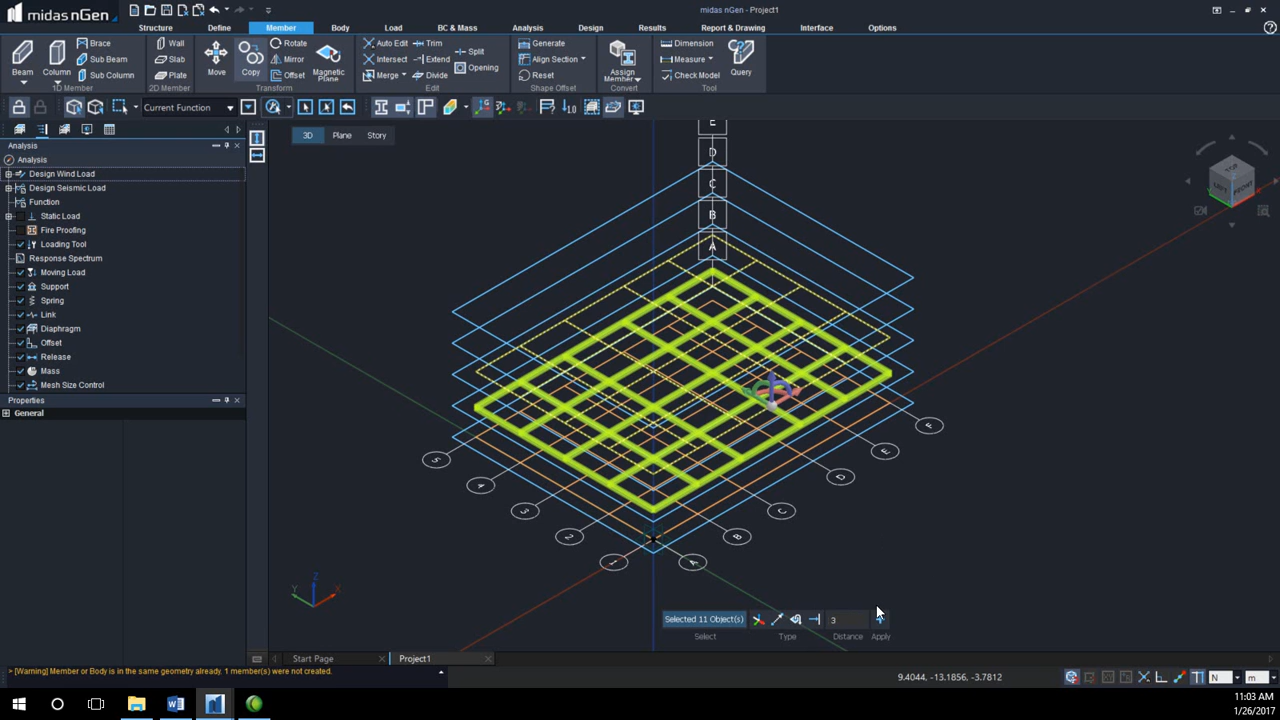 midas nGen
midas nGen - Project1
Structure Define Member Body Load BC & Mass Analysis Design Results Report & Drawing Interface Options
Brace Wall Rotate Auto Edit Trim Split Generate Dimension
Sub Beam Slab Mirror Intersect Extend Opening Align Section Measure
Sub Column Plate Offset Merge Divide Reset Check Model
Beam Column Move Copy Magnetic Plane Assign Member Query
1D Member 2D Member Transform Edit Shape Offset Convert Tool
Current Function
Analysis
Analysis
Design Wind Load
Design Seismic Load
Function
Static Load
Fire Proofing
Loading Tool
Response Spectrum
Moving Load
Support
Spring
Link
Diaphragm
Offset
Release
Mass
Mesh Size Control
Properties
General
3D Plane Story
E
D
C
B
A
5
4
3
2
1
A
B
C
D
E
F
TOP
LEFT
FRONT
Y Z X
Selected 11 Object(s) 3
Select Type Distance Apply
Start Page Project1
> [Warning] Member or Body is in the same geometry already. 1 member(s) were not created.
9.4044, -13.1856, -3.7812 N m
11:03 AM
1/26/2017